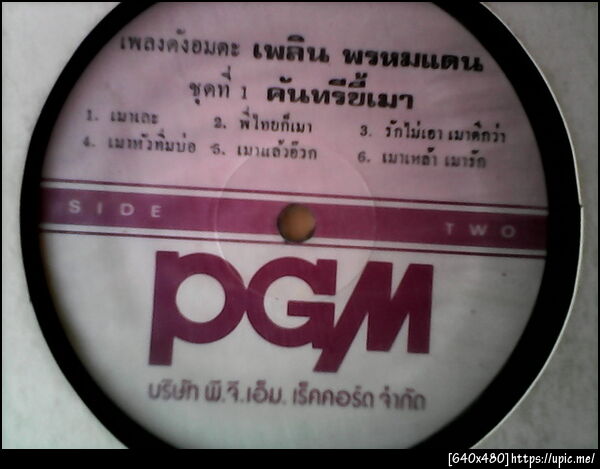 เพลงดังอมตะ เพลิน พรหมแดน
ชุดที่ 1 คันทรีขี้เมา
1. เมาเละ 2. พี่ไทยก็เมา 3. รักไม่เอา เมาดีกว่า
4. เมาหัวทิ่มบ่อ 5. เมาแล้วอ๊วก 6. เมาเหล้า เมารัก
SIDE TWO
PGM
บริษัท พี.จี.เอ็ม. เร็คคอร์ด จำกัด
[640x480]https://upic.me/